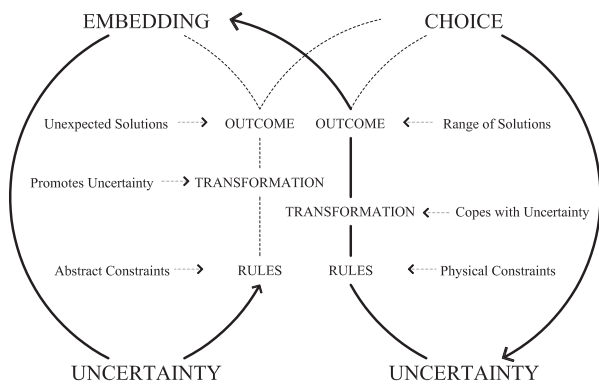 EMBEDDING CHOICE
Unexpected Solutions OUTCOME OUTCOME Range of Solutions
Promotes Uncertainty TRANSFORMATION
TRANSFORMATION Copes with Uncertainty
Abstract Constraints RULES RULES Physical Constraints
UNCERTAINTY UNCERTAINTY